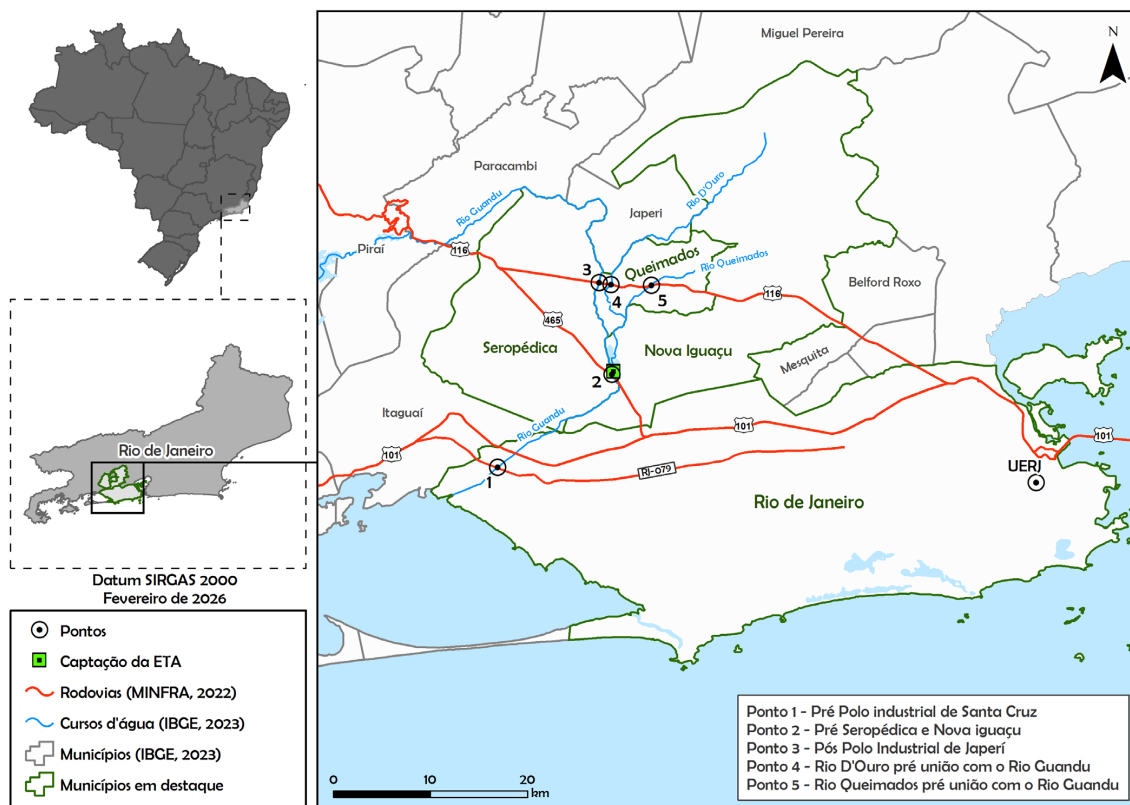 Rio de Janeiro
Datum SIRGAS 2000
Fevereiro de 2026
Pontos
Captação da ETA
Rodovias (MINFRA, 2022)
Cursos d'água (IBGE, 2023)
Municípios (IBGE, 2023)
Municípios em destaque
N
Miguel Pereira
Paracambi
Rio Guandu
Rio D'Ouro
Japeri
Piraí
116
3
Queimados
Rio Queimados
4
5
116
Belford Roxo
465
Seropédica
Nova Iguaçu
Mesquita
2
Itaguaí
Rio Guandu
101
101
101
1
RJ-079
UERJ
Rio de Janeiro
0
10
20
km
Ponto 1 - Pré Polo industrial de Santa Cruz
Ponto 2 - Pré Seropédica e Nova iguaçu
Ponto 3 - Pós Polo Industrial de Japerí
Ponto 4 - Rio D'Ouro pré união com o Rio Guandu
Ponto 5 - Rio Queimados pré união com o Rio Guandu